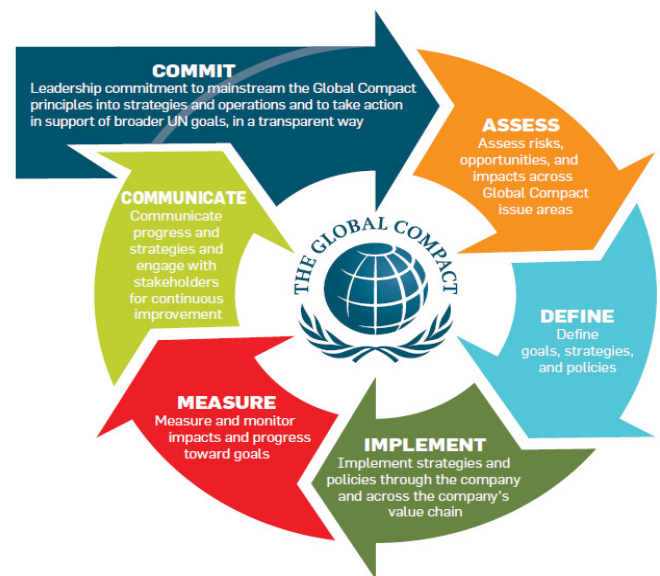 COMMIT
Leadership commitment to mainstream the Global Compact
principles into strategies and operations and to take action
in support of broader UN goals, in a transparent way
ASSESS
Assess risks,
opportunities, and
impacts across
Global Compact
issue areas
DEFINE
Define
goals, strategies,
and policies
IMPLEMENT
Implement strategies and
policies through the company
and across the company's
value chain
MEASURE
Measure and monitor
impacts and progress
toward goals
COMMUNICATE
Communicate
progress and
strategies and
engage with
stakeholders
for continuous
improvement
THE GLOBAL COMPACT